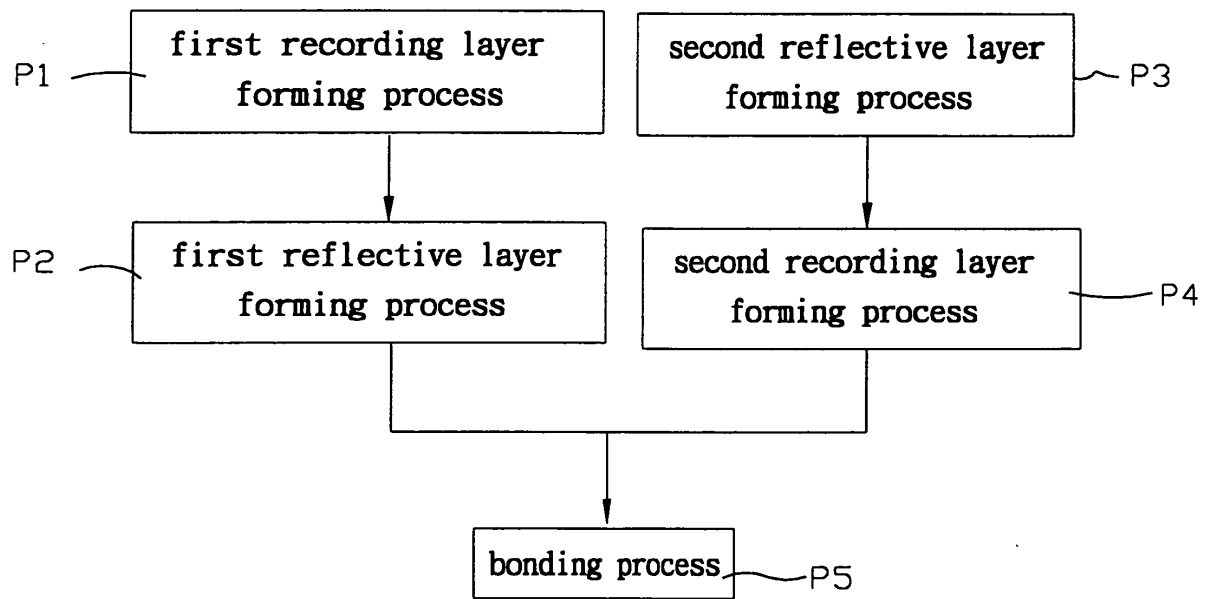 P1
first recording layer
forming process
second reflective layer
forming process
P3
P2
first reflective layer
forming process
second recording layer
forming process
P4
bonding process
P5